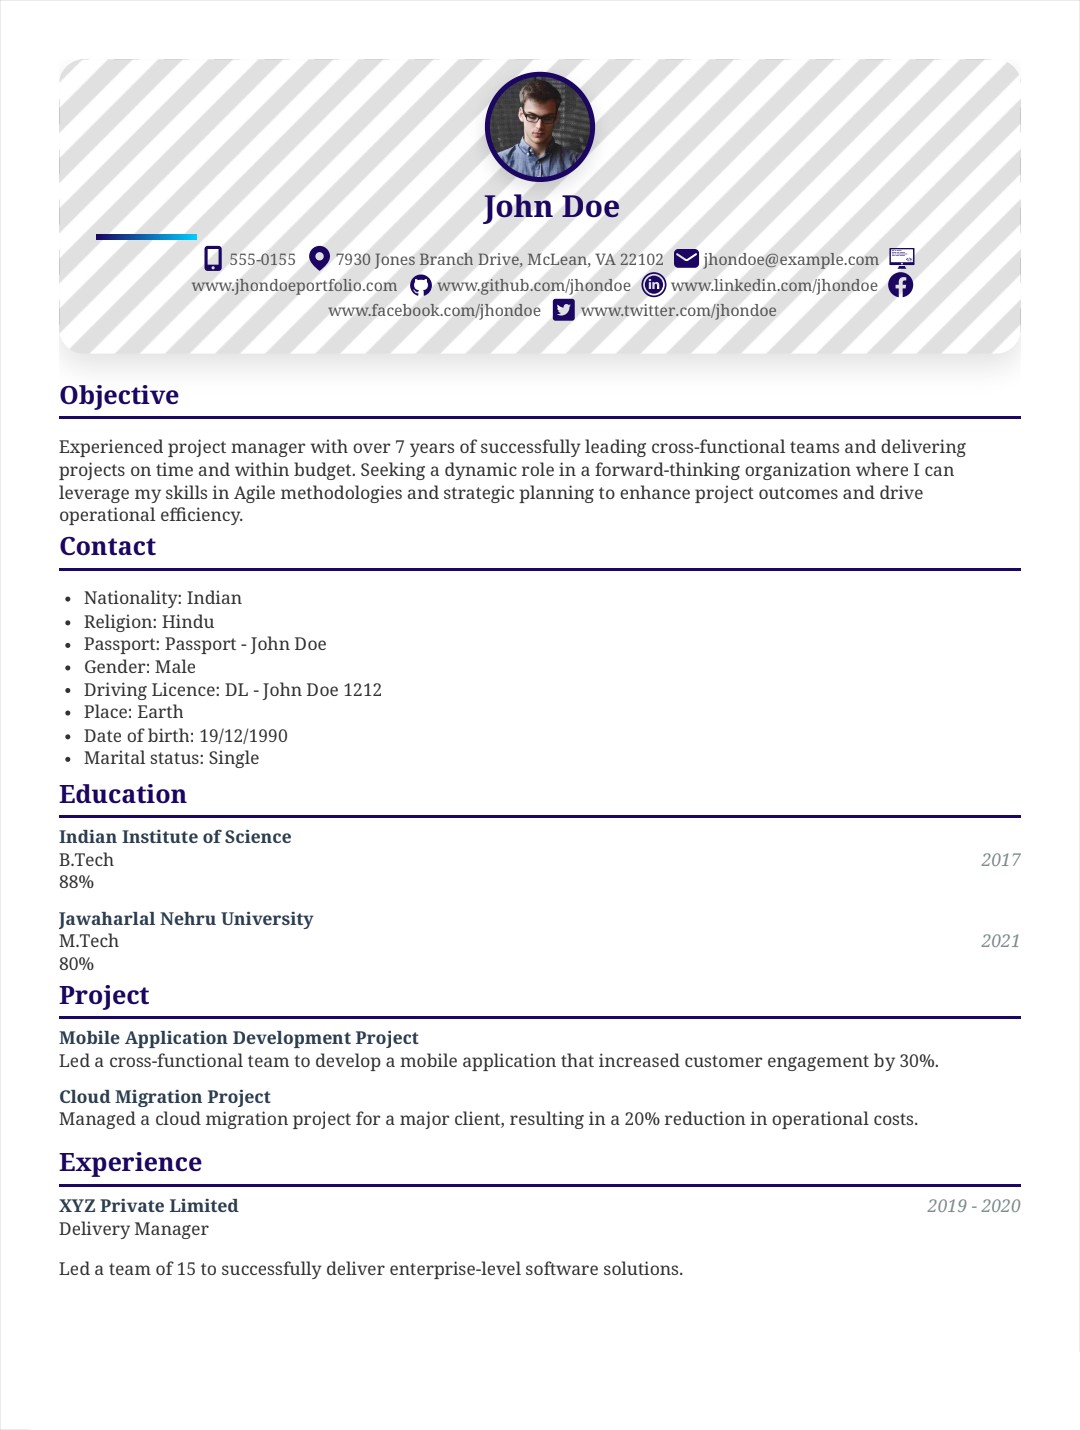 John Doe
555-0155 7930 Jones Branch Drive, McLean, VA 22102 jhondoe@example.com
www.jhondoeportfolio.com www.github.com/jhondoe www.linkedin.com/jhondoe
www.facebook.com/jhondoe www.twitter.com/jhondoe
Objective
Experienced project manager with over 7 years of successfully leading cross-functional teams and delivering
projects on time and within budget. Seeking a dynamic role in a forward-thinking organization where I can
leverage my skills in Agile methodologies and strategic planning to enhance project outcomes and drive
operational efficiency.
Contact
• Nationality: Indian
• Religion: Hindu
• Passport: Passport - John Doe
• Gender: Male
• Driving Licence: DL - John Doe 1212
• Place: Earth
• Date of birth: 19/12/1990
• Marital status: Single
Education
Indian Institute of Science
B.Tech 2017
88%
Jawaharlal Nehru University
M.Tech 2021
80%
Project
Mobile Application Development Project
Led a cross-functional team to develop a mobile application that increased customer engagement by 30%.
Cloud Migration Project
Managed a cloud migration project for a major client, resulting in a 20% reduction in operational costs.
Experience
XYZ Private Limited 2019 - 2020
Delivery Manager
Led a team of 15 to successfully deliver enterprise-level software solutions.